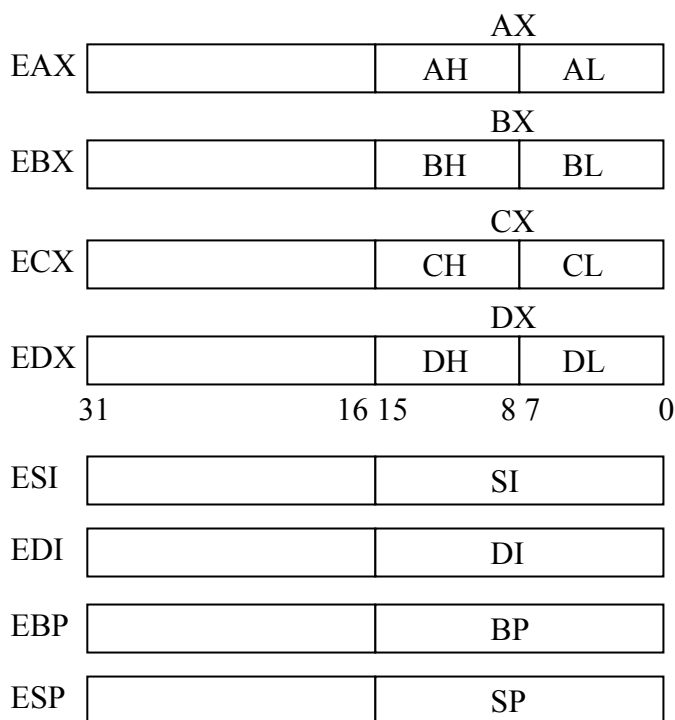 AX
EAX AH AL
BX
EBX BH BL
CX
ECX CH CL
DX
EDX DH DL
31 16 15 8 7 0
ESI SI
EDI DI
EBP BP
ESP SP